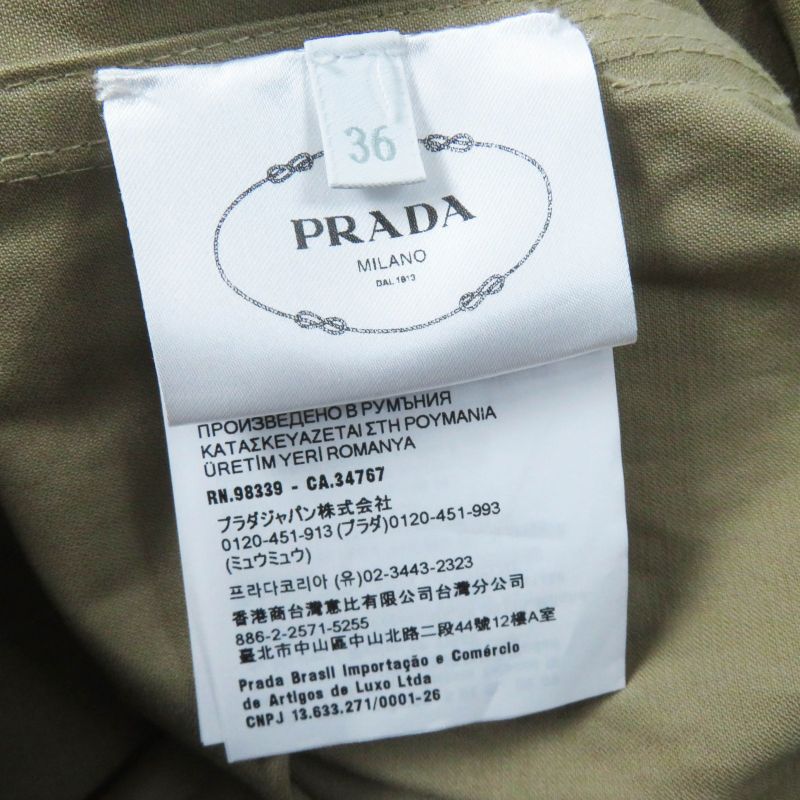 36
PRADA
MILANO
DAL 1913
ПРОИЗВЕДЕНО В РУМЪНИЯ
ΚΑΤΑΣΚΕΥΑΖΕΤΑΙ ΣΤΗ ΡΟΥΜΑΝΙΑ
ÜRETİM YERİ ROMANYA
RN.98339 - CA.34767
プラダジャパン株式会社
0120-451-913 (プラダ)0120-451-993
(ミュウミュウ)
프라다코리아 (유)02-3443-2323
香港商台灣意比有限公司台灣分公司
886-2-2571-5255
臺北市中山區中山北路二段44號12樓A室
Prada Brasil Importação e Comércio
de Artigos de Luxo Ltda
CNPJ 13.633.271/0001-26